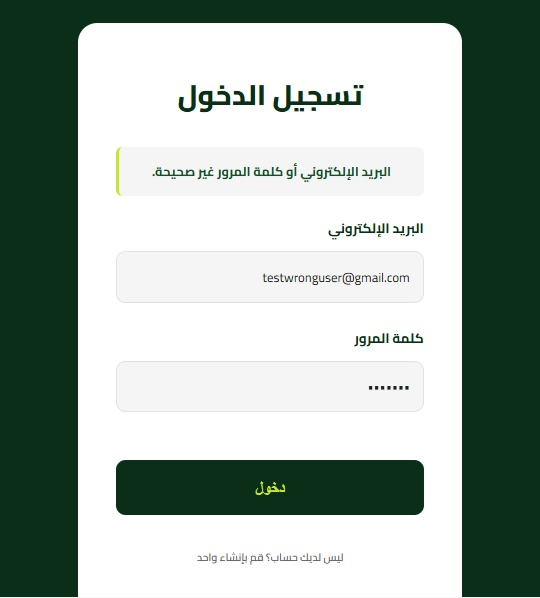 تسجيل الدخول
البريد الإلكتروني أو كلمة المرور غير صحيحة.
البريد الإلكتروني
testwronguser@gmail.com
كلمة المرور
•••••••
دخول
ليس لديك حساب؟ قم بإنشاء واحد